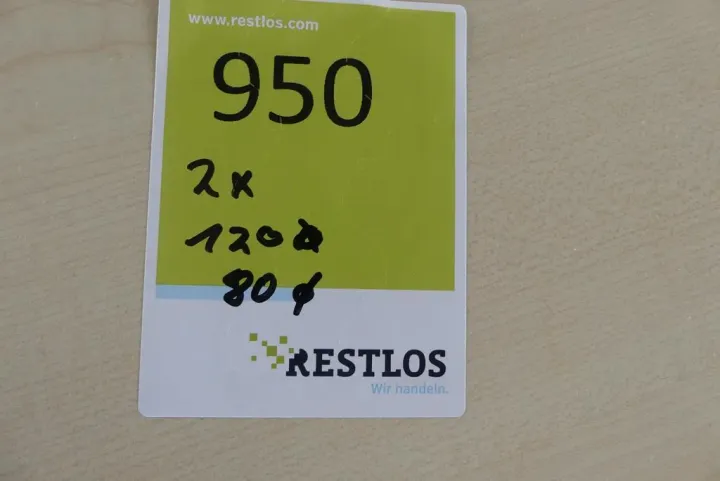 www.restlos.com
950
2x
120 ⌀
80 ⌀
RESTLOS
Wir handeln.